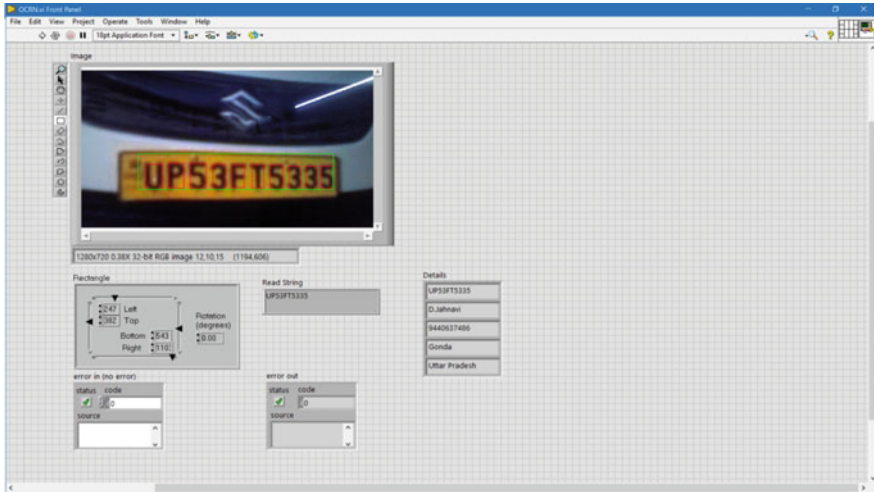 OCRN.vi Front Panel
File Edit View Project Operate Tools Window Help
18pt Application Font
Image
UP53FT5335
1280x720 0.38X 32-bit RGB image 12,10,15 (1194,606)
Rectangle
247 Left
382 Top
Bottom 543
Right 110
Rotation
(degrees)
0.00
Read String
UP53FT5335
Details
UP53FT5335
D.Jahnavi
9440637486
Gonda
Uttar Pradesh
error in (no error)
status code
0
source
error out
status code
0
source